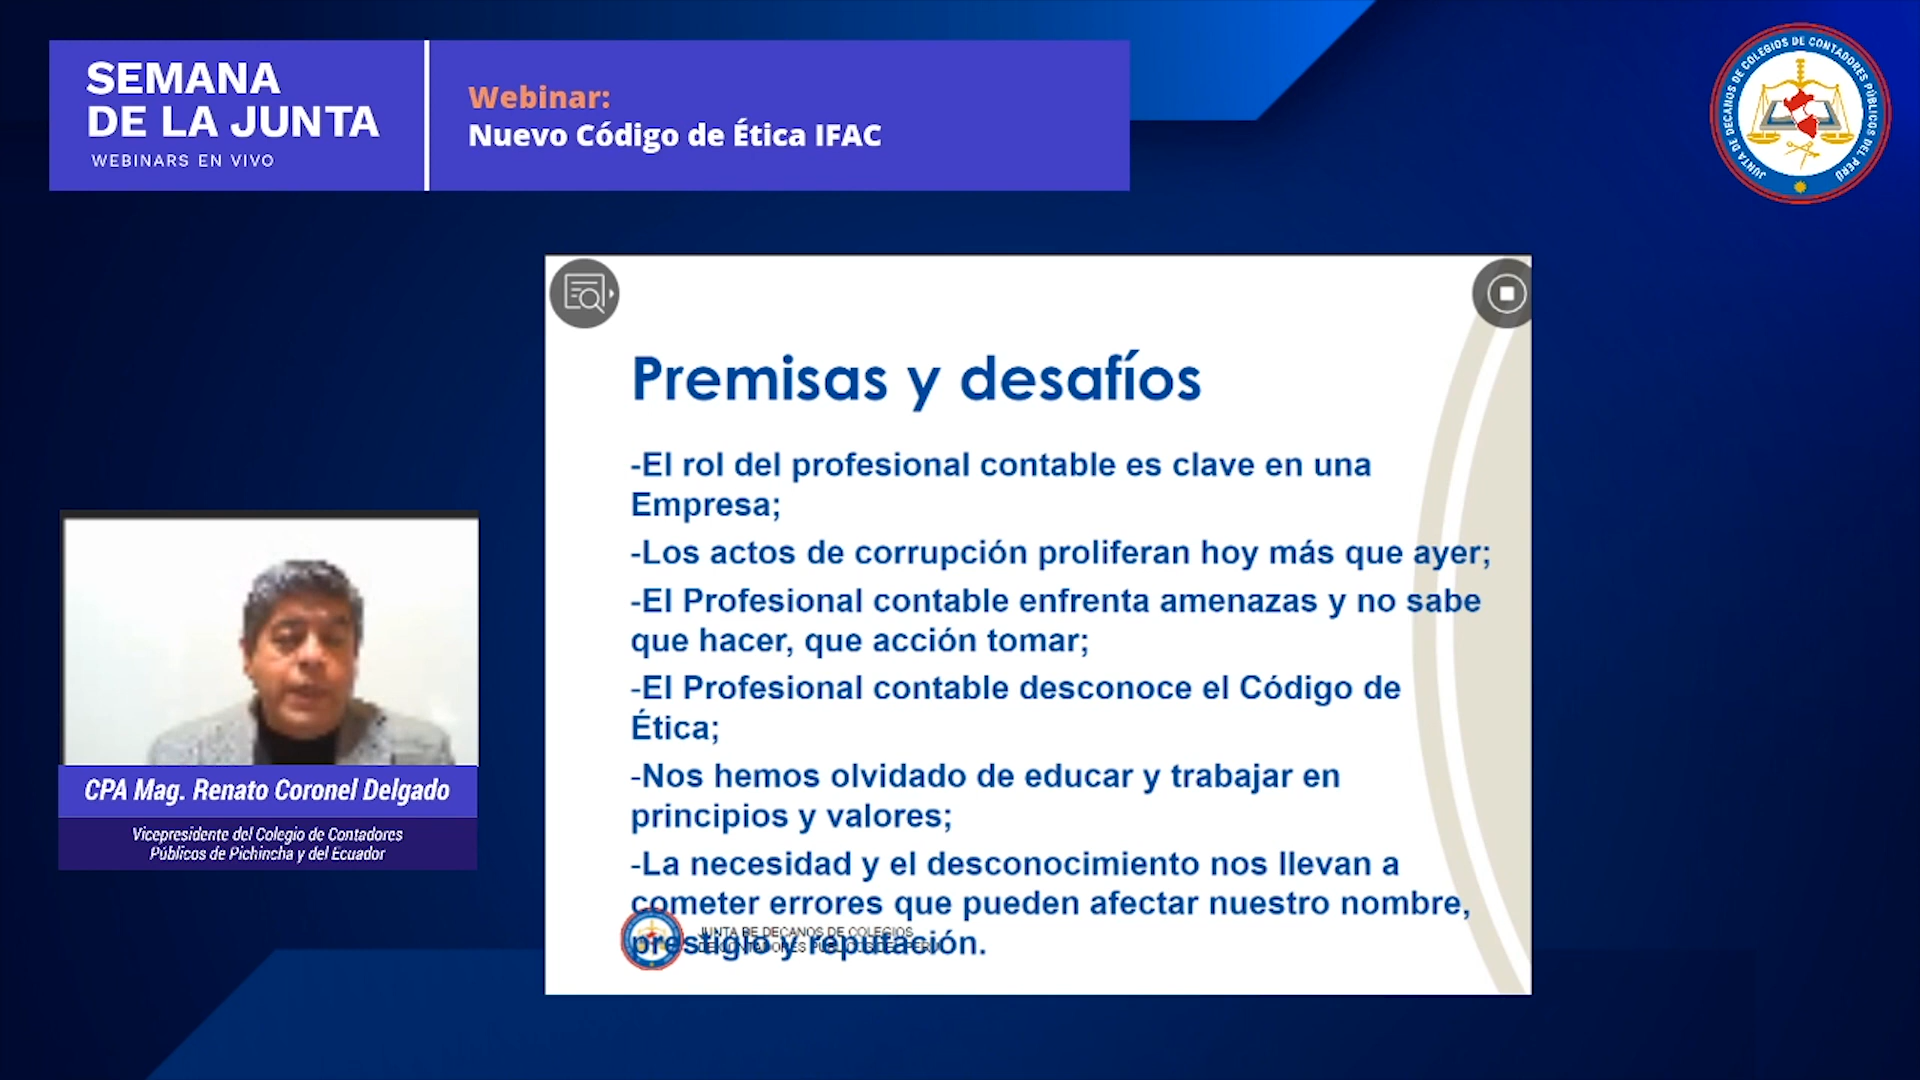 SEMANA
DE LA JUNTA
WEBINARS EN VIVO
Webinar:
Nuevo Código de Ética IFAC
JUNTA DE DECANOS DE COLEGIOS DE CONTADORES PÚBLICOS DEL PERÚ
Premisas y desafíos
-El rol del profesional contable es clave en una
Empresa;
-Los actos de corrupción proliferan hoy más que ayer;
-El Profesional contable enfrenta amenazas y no sabe
que hacer, que acción tomar;
-El Profesional contable desconoce el Código de
Ética;
-Nos hemos olvidado de educar y trabajar en
principios y valores;
-La necesidad y el desconocimiento nos llevan a
cometer errores que pueden afectar nuestro nombre,
prestigio y reputación.
JUNTA DE DECANOS DE COLEGIOS
DE CONTADORES PÚBLICOS DEL PERÚ
CPA Mag. Renato Coronel Delgado
Vicepresidente del Colegio de Contadores
Públicos de Pichincha y del Ecuador